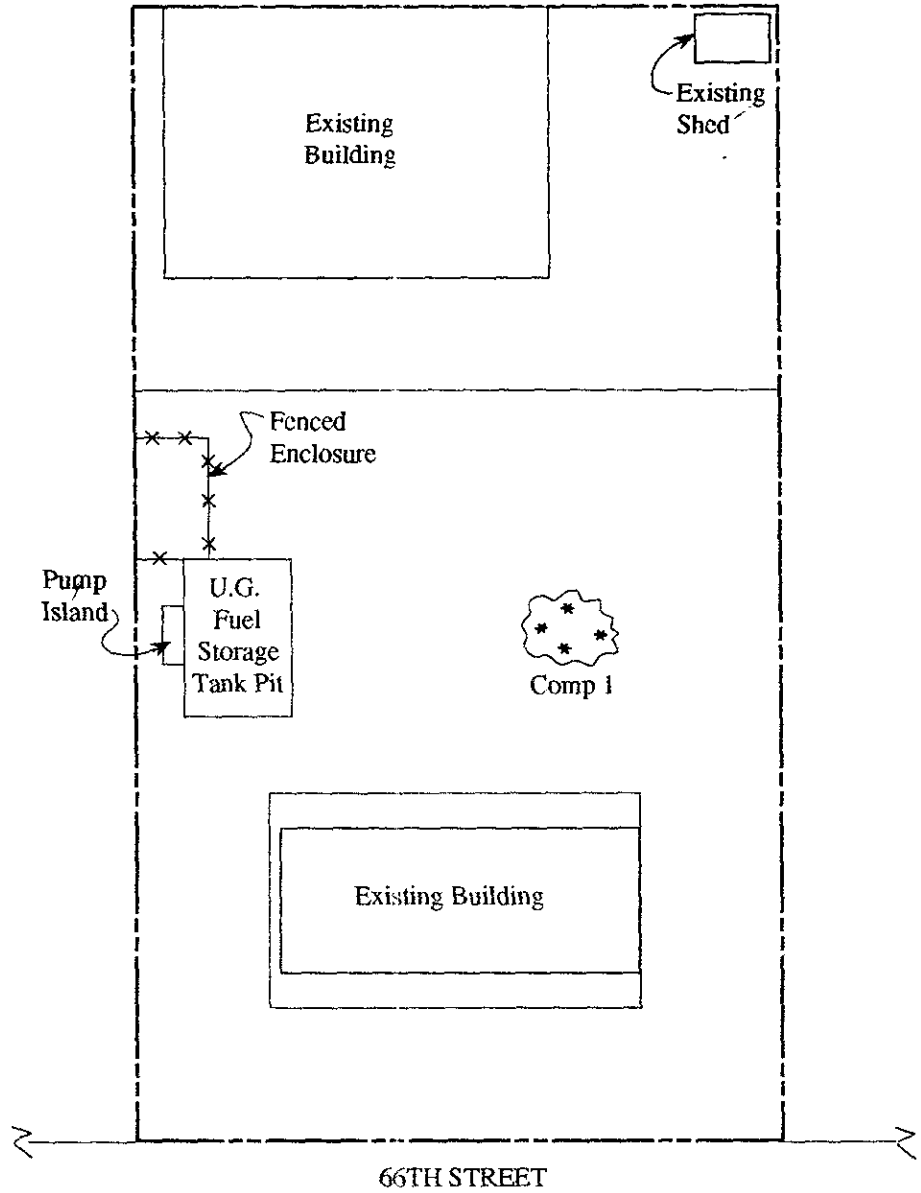 Existing
Building
Existing
Shed
Fenced
Enclosure
Pump
Island
U.G.
Fuel
Storage
Tank Pit
Comp 1
Existing Building
66TH STREET